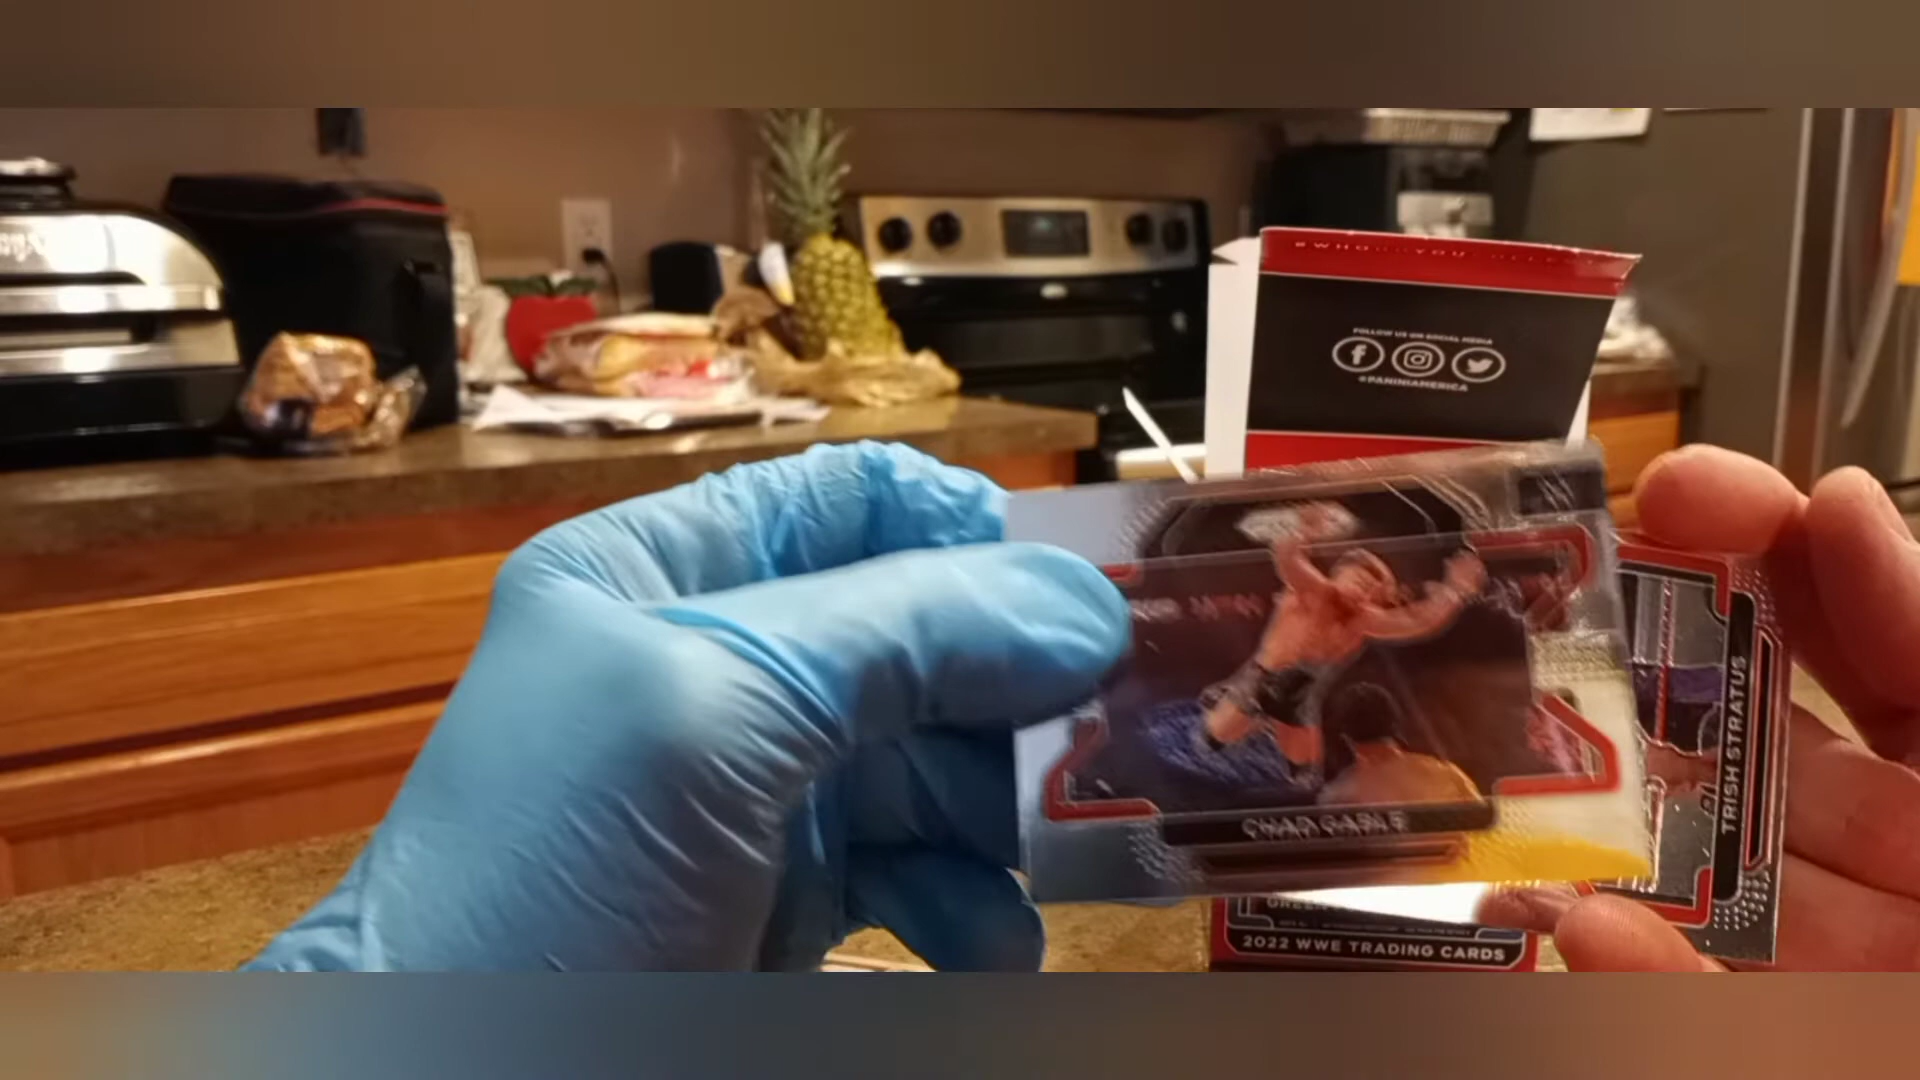 FOLLOW US ON SOCIAL MEDIA
@PANINIAMERICA
CHAD GABLE
TRISH STRATUS
2022 WWE TRADING CARDS